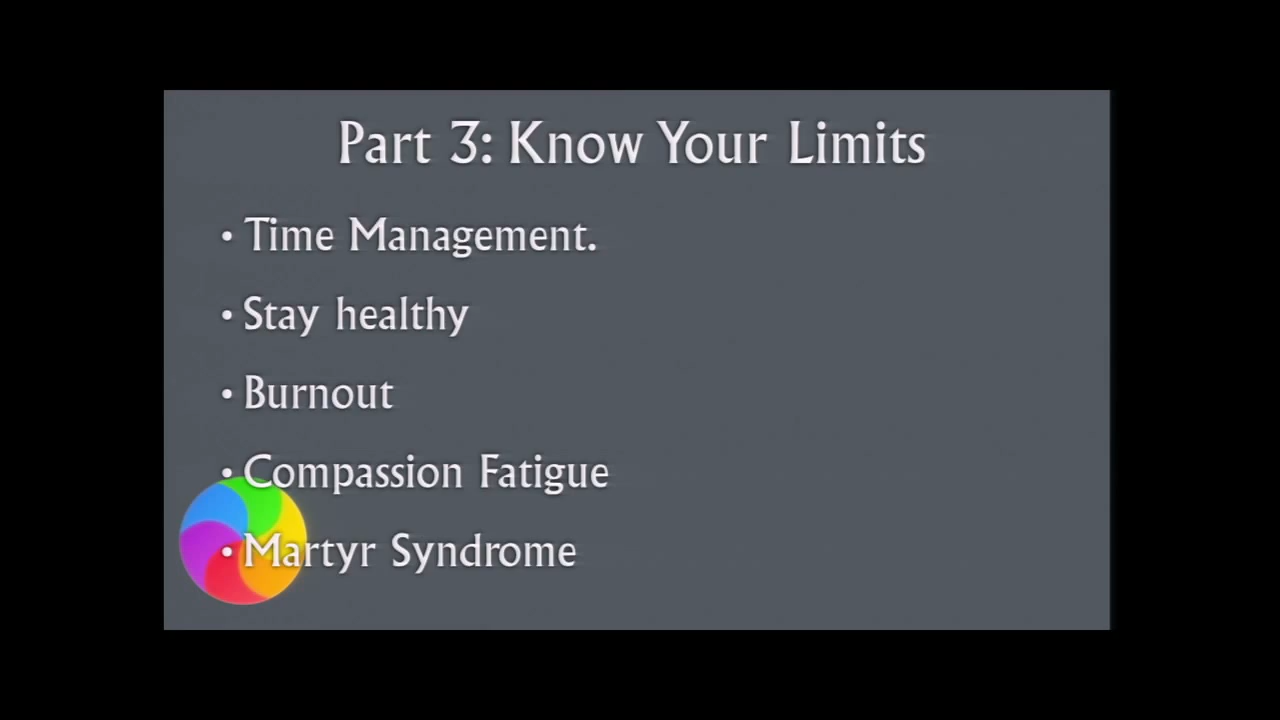 Part 3: Know Your Limits
• Time Management.
• Stay healthy
• Burnout
• Compassion Fatigue
• Martyr Syndrome